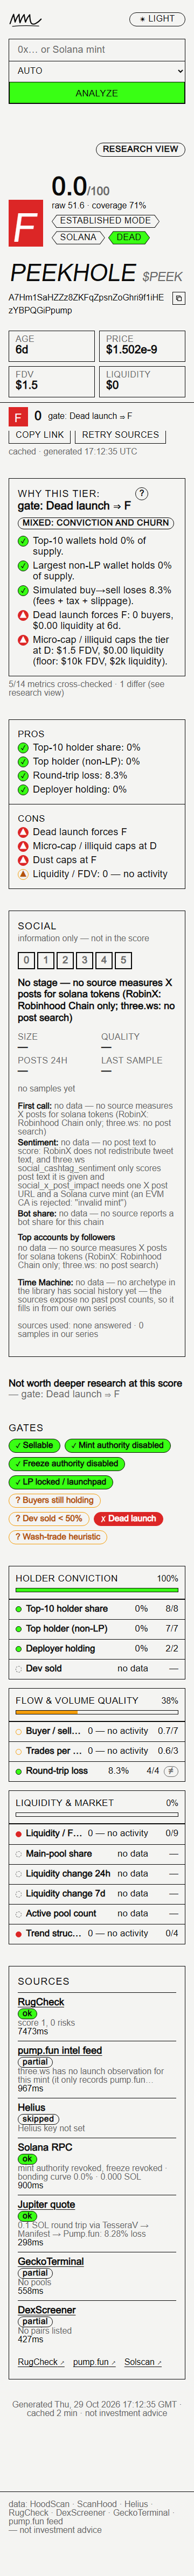 ☀ LIGHT
0x… or Solana mint
AUTO
ANALYZE
RESEARCH VIEW
F
0.0/100
raw 51.6 · coverage 71%
ESTABLISHED MODE
SOLANA
DEAD
PEEKHOLE $PEEK
A7Hm1SaHZZz8ZKFqZpsnZoGhri9f1iHE
zYBPQGiPpump
AGE
6d
PRICE
$1.502e-9
FDV
$1.5
LIQUIDITY
$0
F 0 gate: Dead launch ⇒ F
COPY LINK
RETRY SOURCES
cached · generated 17:12:35 UTC
WHY THIS TIER: ?
gate: Dead launch ⇒ F
MIXED: CONVICTION AND CHURN
Top-10 wallets hold 0% of
supply.
Largest non-LP wallet holds 0%
of supply.
Simulated buy→sell loses 8.3%
(fees + tax + slippage).
Dead launch forces F: 0 buyers,
$0.00 liquidity at 6d.
Micro-cap / illiquid caps the tier
at D: $1.5 FDV, $0.00 liquidity
(floor: $10k FDV, $2k liquidity).
5/14 metrics cross-checked · 1 differ (see
research view)
PROS
Top-10 holder share: 0%
Top holder (non-LP): 0%
Round-trip loss: 8.3%
Deployer holding: 0%
CONS
Dead launch forces F
Micro-cap / illiquid caps at D
Dust caps at F
Liquidity / FDV: 0 — no activity
SOCIAL
information only — not in the score
0 1 2 3 4 5
No stage — no source measures X
posts for solana tokens (RobinX:
Robinhood Chain only; three.ws: no
post search)
SIZE
—
QUALITY
—
POSTS 24H
—
LAST SAMPLE
—
no samples yet
First call: no data — no source measures
X posts for solana tokens (RobinX:
Robinhood Chain only; three.ws: no post
search)
Sentiment: no data — no post text to
score: RobinX does not redistribute tweet
text, and three.ws
social_cashtag_sentiment only scores
post text it is given and
social_x_post_impact needs one X post
URL and a Solana curve mint (an EVM
CA is rejected: "invalid mint")
Bot share: no data — no source reports a
bot share for this chain
Top accounts by followers
no data — no source measures X posts
for solana tokens (RobinX: Robinhood
Chain only; three.ws: no post search)
Time Machine: no data — no archetype in
the library has social history yet — the
sources expose no past post counts, so it
fills in from our own series
sources used: none answered · 0
samples in our series
Not worth deeper research at this score
— gate: Dead launch ⇒ F
GATES
✓ Sellable
✓ Mint authority disabled
✓ Freeze authority disabled
✓ LP locked / launchpad
? Buyers still holding
? Dev sold < 50%
✗ Dead launch
? Wash-trade heuristic
HOLDER CONVICTION 100%
Top-10 holder share 0% 8/8
Top holder (non-LP) 0% 7/7
Deployer holding 0% 2/2
Dev sold no data —
FLOW & VOLUME QUALITY 38%
Buyer / sell… 0 — no activity 0.7/7
Trades per … 0 — no activity 0.6/3
Round-trip loss 8.3% 4/4 ≠
LIQUIDITY & MARKET 0%
Liquidity / F… 0 — no activity 0/9
Main-pool share no data —
Liquidity change 24h no data —
Liquidity change 7d no data —
Active pool count no data —
Trend struc… 0 — no activity 0/4
SOURCES
RugCheck
ok
score 1, 0 risks
7473ms
pump.fun intel feed
partial
three.ws has no launch observation for
this mint (it only records pump.fun…
967ms
Helius
skipped
Helius key not set
Solana RPC
ok
mint authority revoked, freeze revoked ·
bonding curve 0.0% · 0.000 SOL
900ms
Jupiter quote
ok
0.1 SOL round trip via TesseraV →
Manifest → Pump.fun: 8.28% loss
298ms
GeckoTerminal
partial
No pools
558ms
DexScreener
partial
No pairs listed
427ms
RugCheck ↗ pump.fun ↗ Solscan ↗
Generated Thu, 29 Oct 2026 17:12:35 GMT ·
cached 2 min · not investment advice
data: HoodScan · ScanHood · Helius ·
RugCheck · DexScreener · GeckoTerminal ·
pump.fun feed
— not investment advice